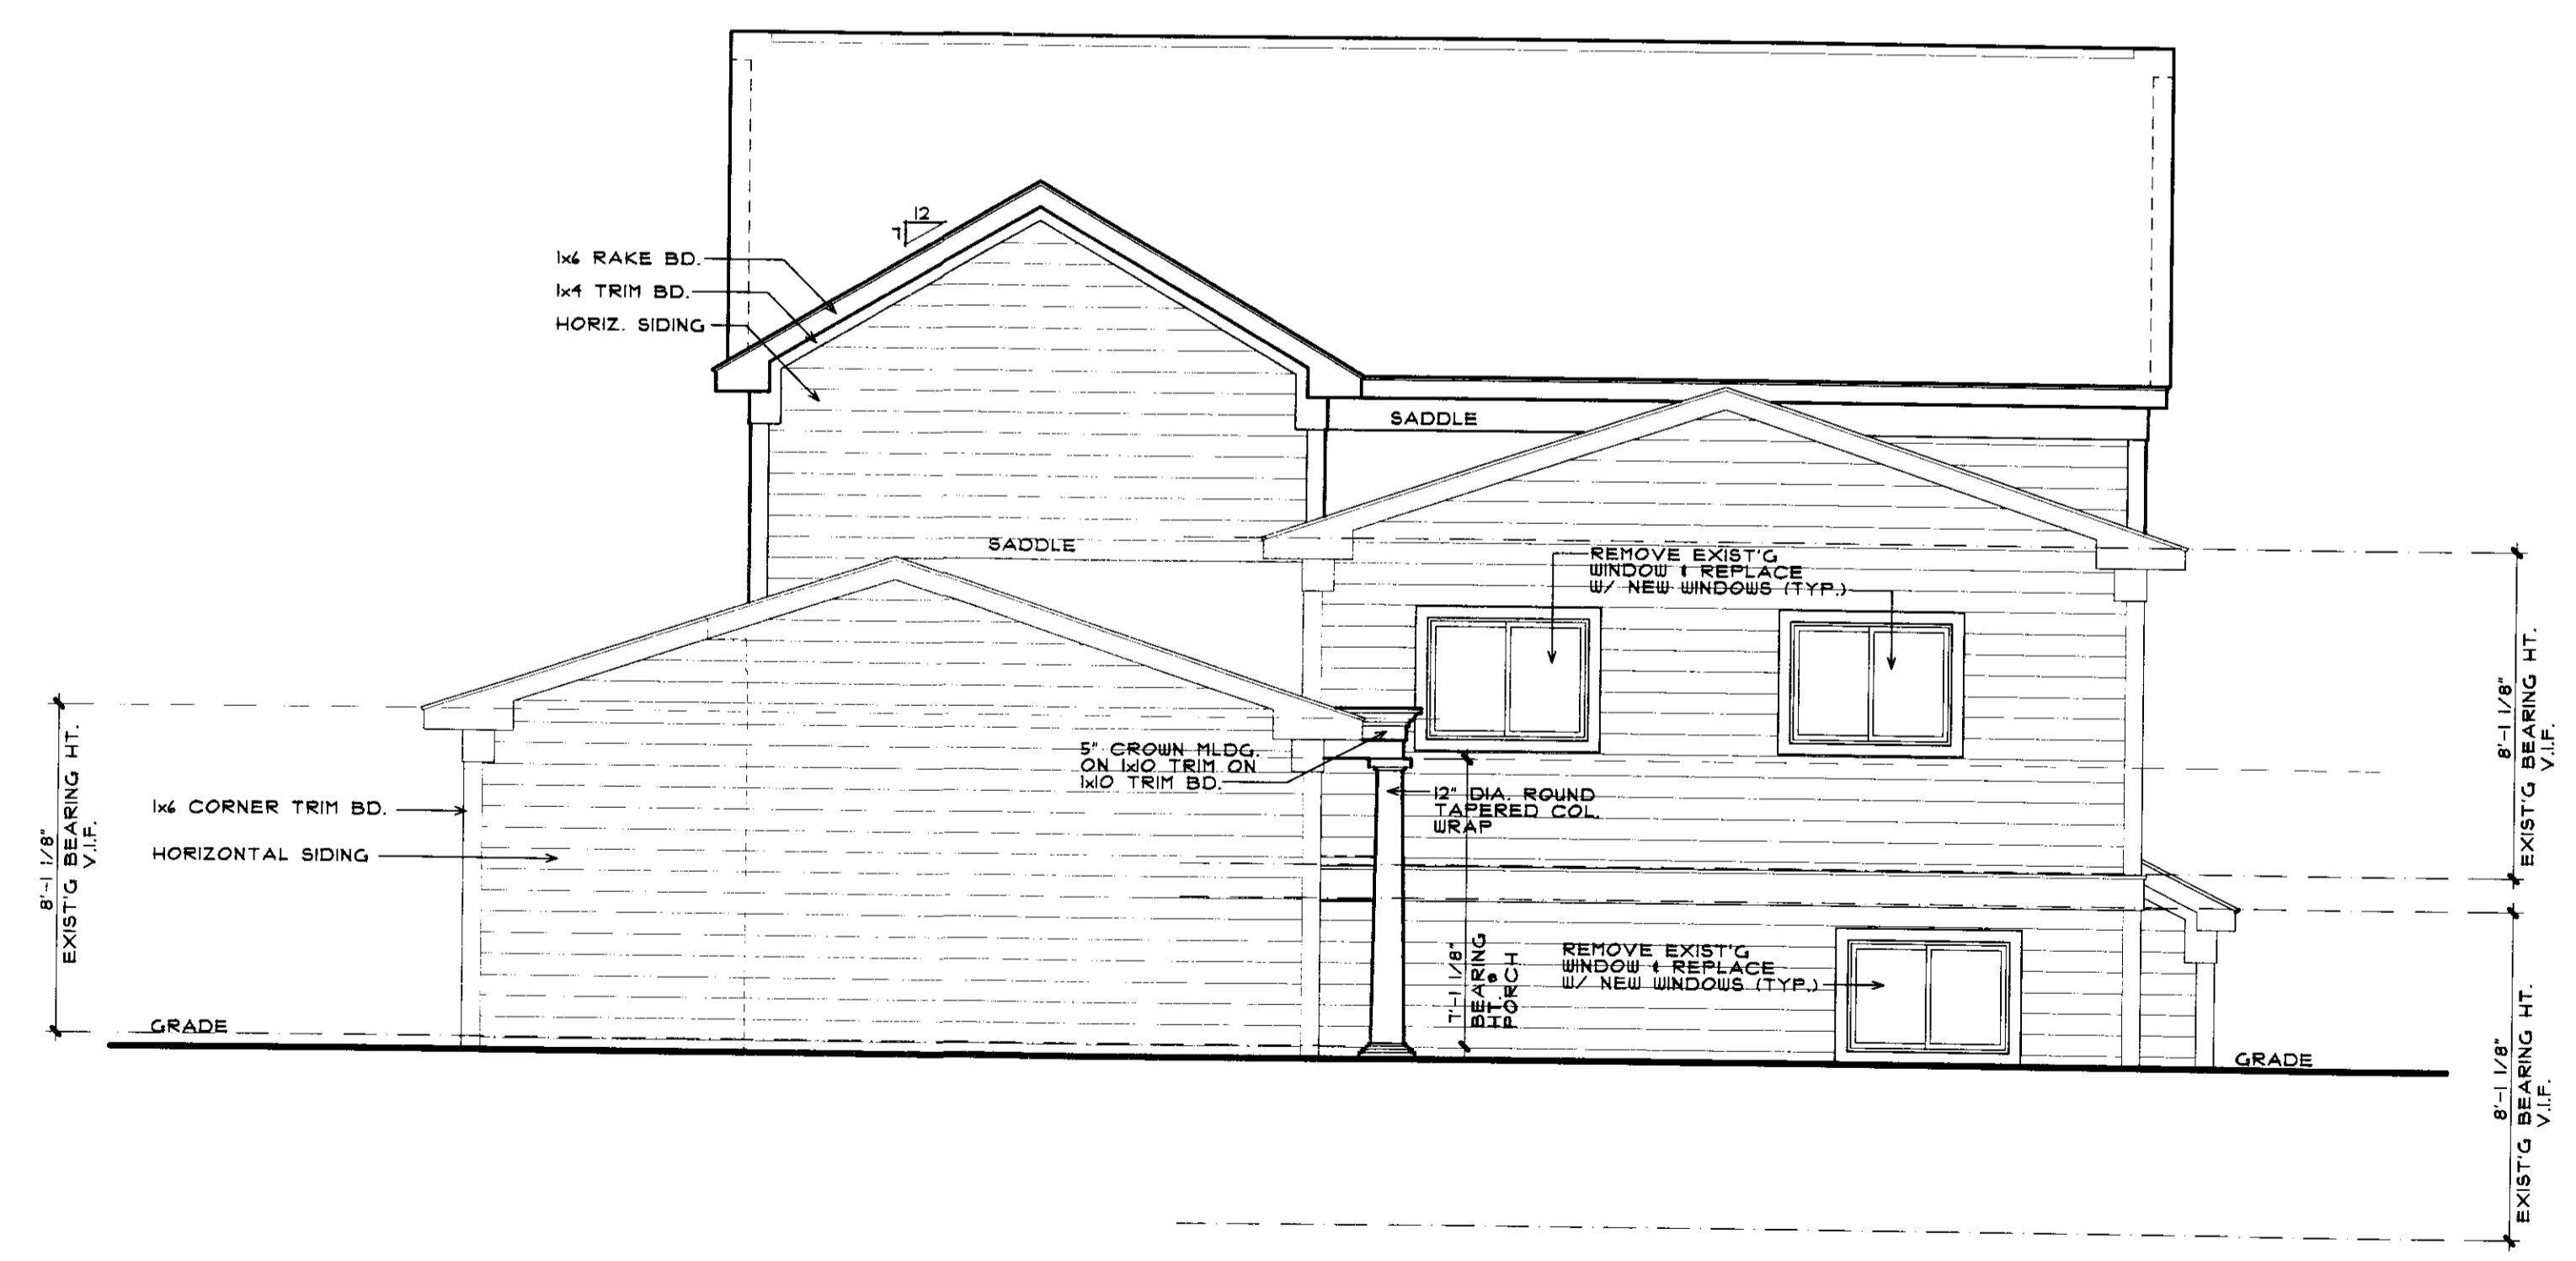 12
7
1x6 RAKE BD.
1x4 TRIM BD.
HORIZ. SIDING
SADDLE
SADDLE
REMOVE EXIST'G
WINDOW & REPLACE
W/ NEW WINDOWS (TYP.)
5" CROWN MLDG.
ON 1x10 TRIM ON
1x10 TRIM BD.
12" DIA. ROUND
TAPERED COL.
WRAP
1x6 CORNER TRIM BD.
HORIZONTAL SIDING
8'-1 1/8"
EXIST'G BEARING HT.
V.I.F.
7'-1 1/8"
BEARING
HT. @
PORCH
REMOVE EXIST'G
WINDOW & REPLACE
W/ NEW WINDOWS (TYP.)
8'-1 1/8"
EXIST'G BEARING HT.
V.I.F.
8'-1 1/8"
EXIST'G BEARING HT.
V.I.F.
GRADE
GRADE